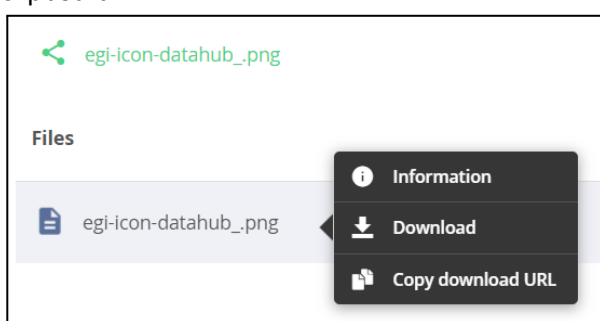 egi-icon-datahub_.png
Files
Information
egi-icon-datahub_.png
Download
Copy download URL